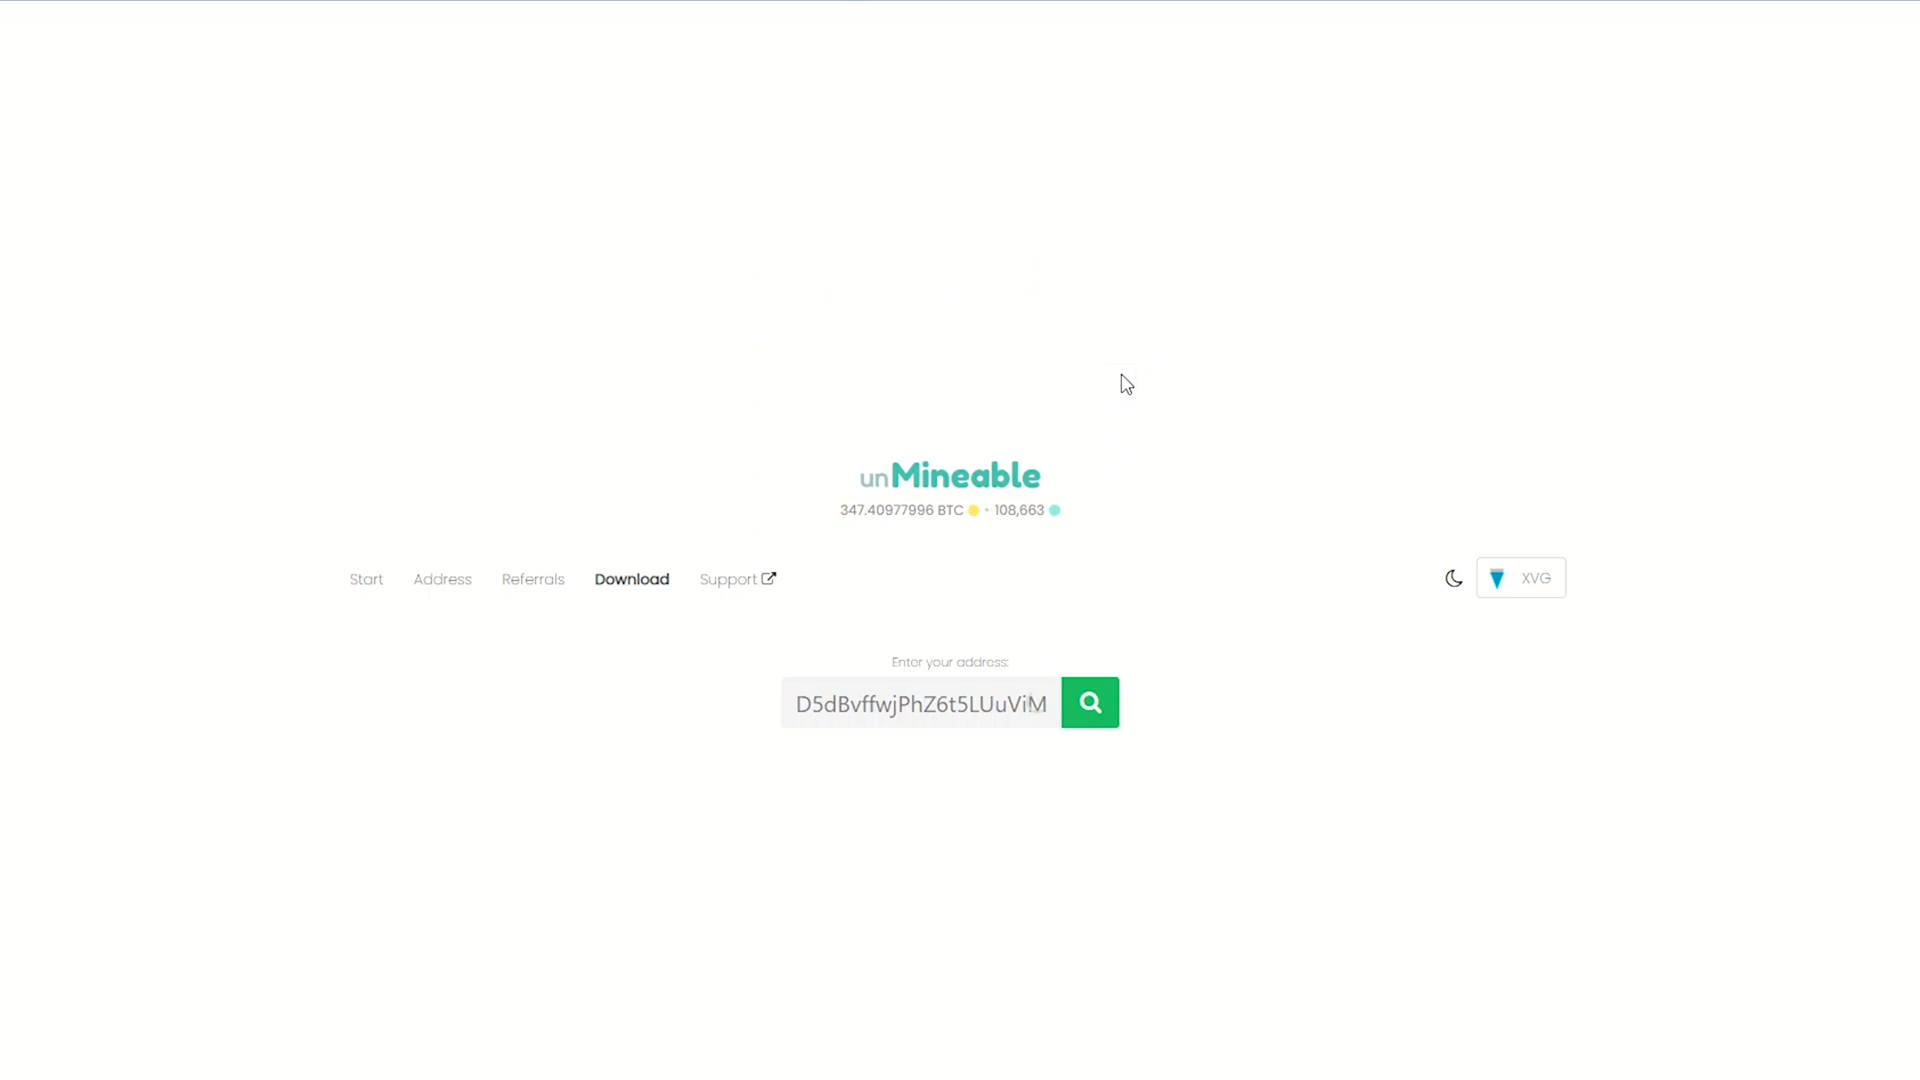 unMineable
347.40977996 BTC • 108,663
Start Address Referrals Download Support XVG
Enter your address:
D5dBvffwjPhZ6t5LUuViM